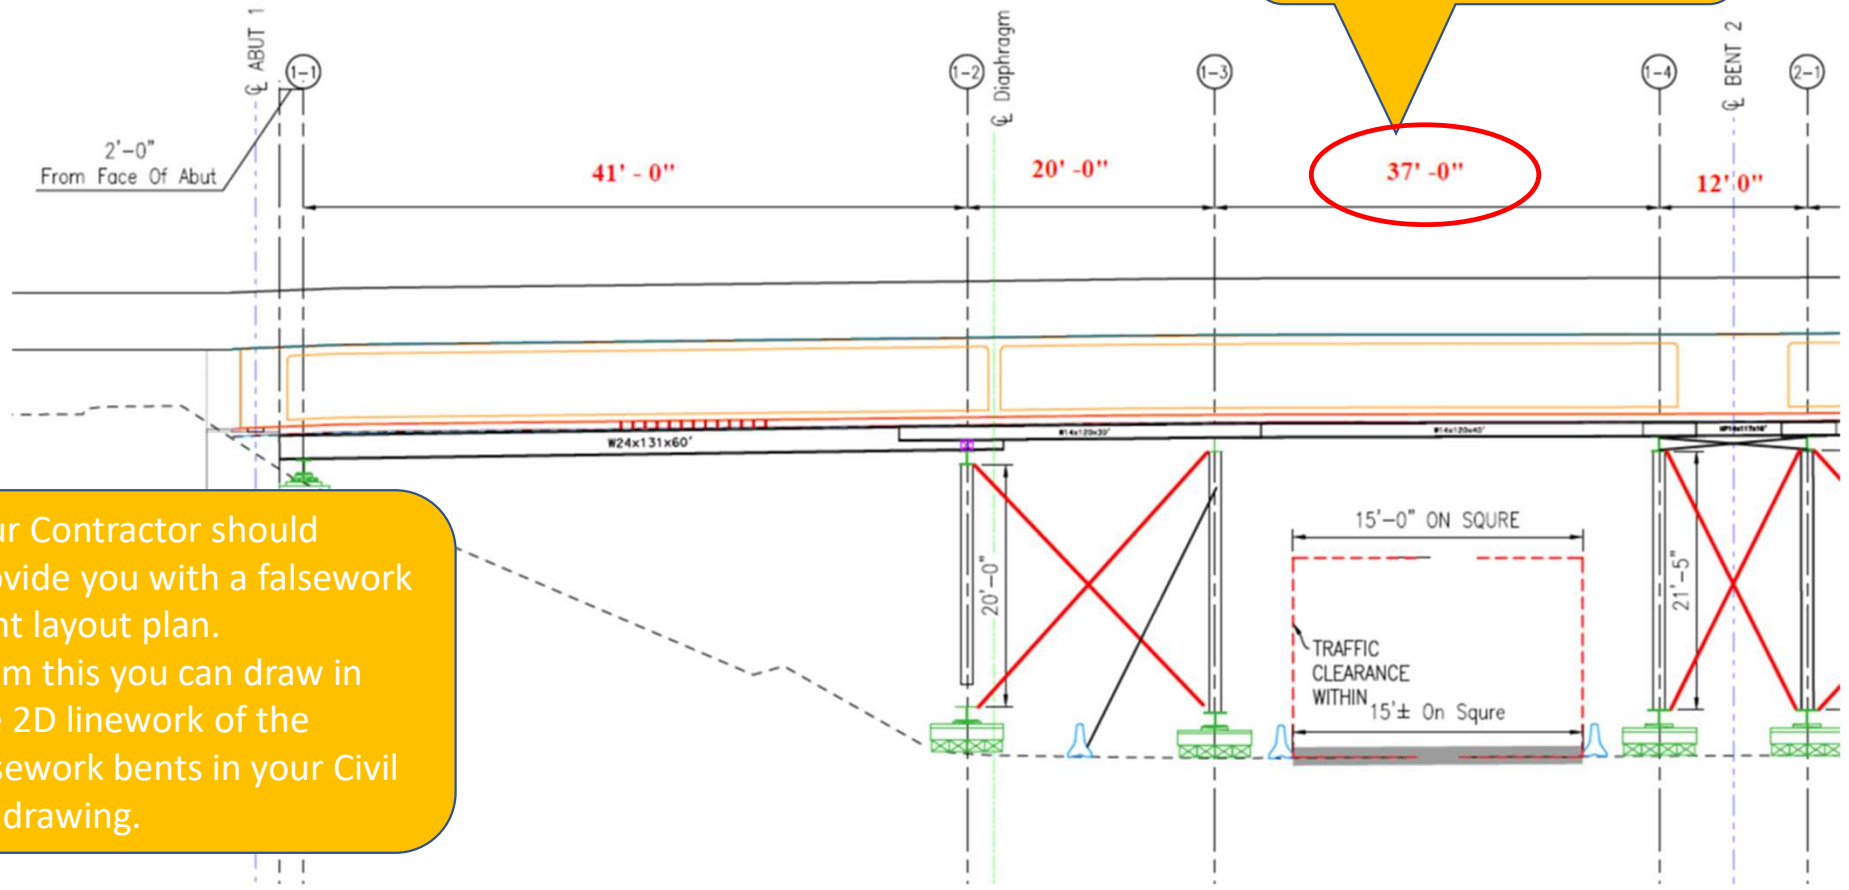 ℄ ABUT 1
1-1
1-2
℄ Diaphragm
1-3
1-4
℄ BENT 2
2-1
2'-0"
From Face Of Abut
41' - 0"
20' -0"
37' -0"
12' 0"
W24x131x60'
W14x120x30'
W14x120x40'
20'-0"
15'-0" ON SQURE
21'-5"
TRAFFIC
CLEARANCE
WITHIN
15'± On Squre
ur Contractor should
ovide you with a falsework
nt layout plan.
m this you can draw in
e 2D linework of the
sework bents in your Civil
drawing.